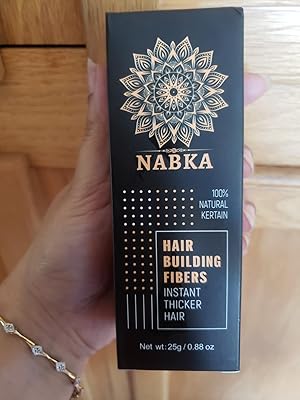 NABKA
100%
NATURAL
KERTAIN
HAIR
BUILDING
FIBERS
INSTANT
THICKER
HAIR
Net wt: 25g / 0.88 oz